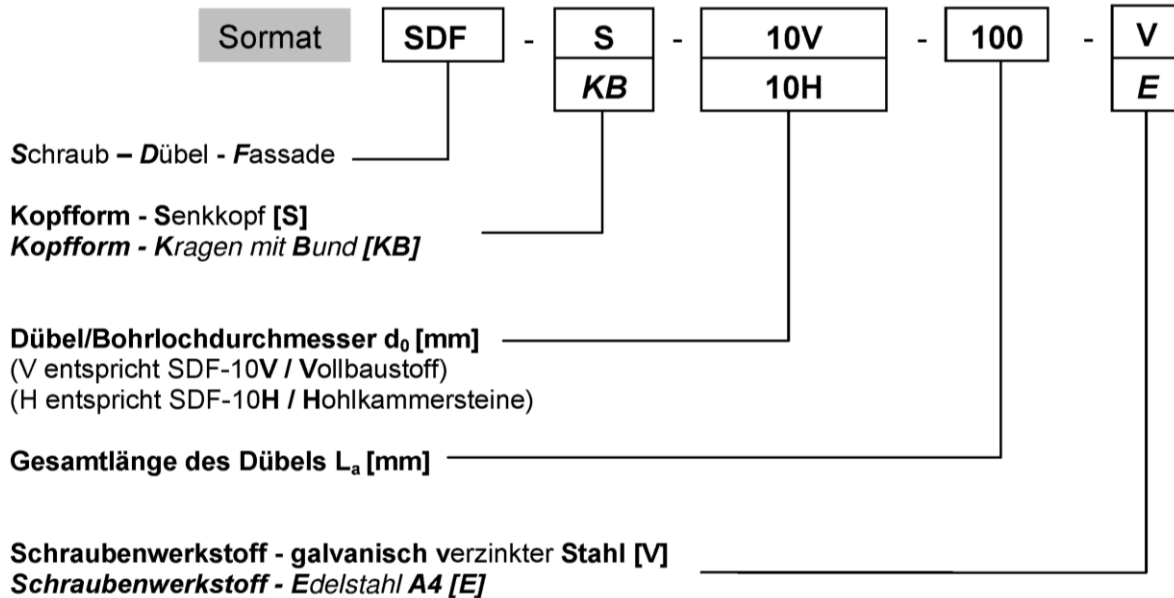 Sormat SDF - S - 10V - 100 - V
KB 10H E
Schraub – Dübel - Fassade
Kopfform - Senkkopf [S]
Kopfform - Kragen mit Bund [KB]
Dübel/Bohrlochdurchmesser d₀ [mm]
(V entspricht SDF-10V / Vollbaustoff)
(H entspricht SDF-10H / Hohlkammersteine)
Gesamtlänge des Dübels Lₐ [mm]
Schraubenwerkstoff - galvanisch verzinkter Stahl [V]
Schraubenwerkstoff - Edelstahl A4 [E]